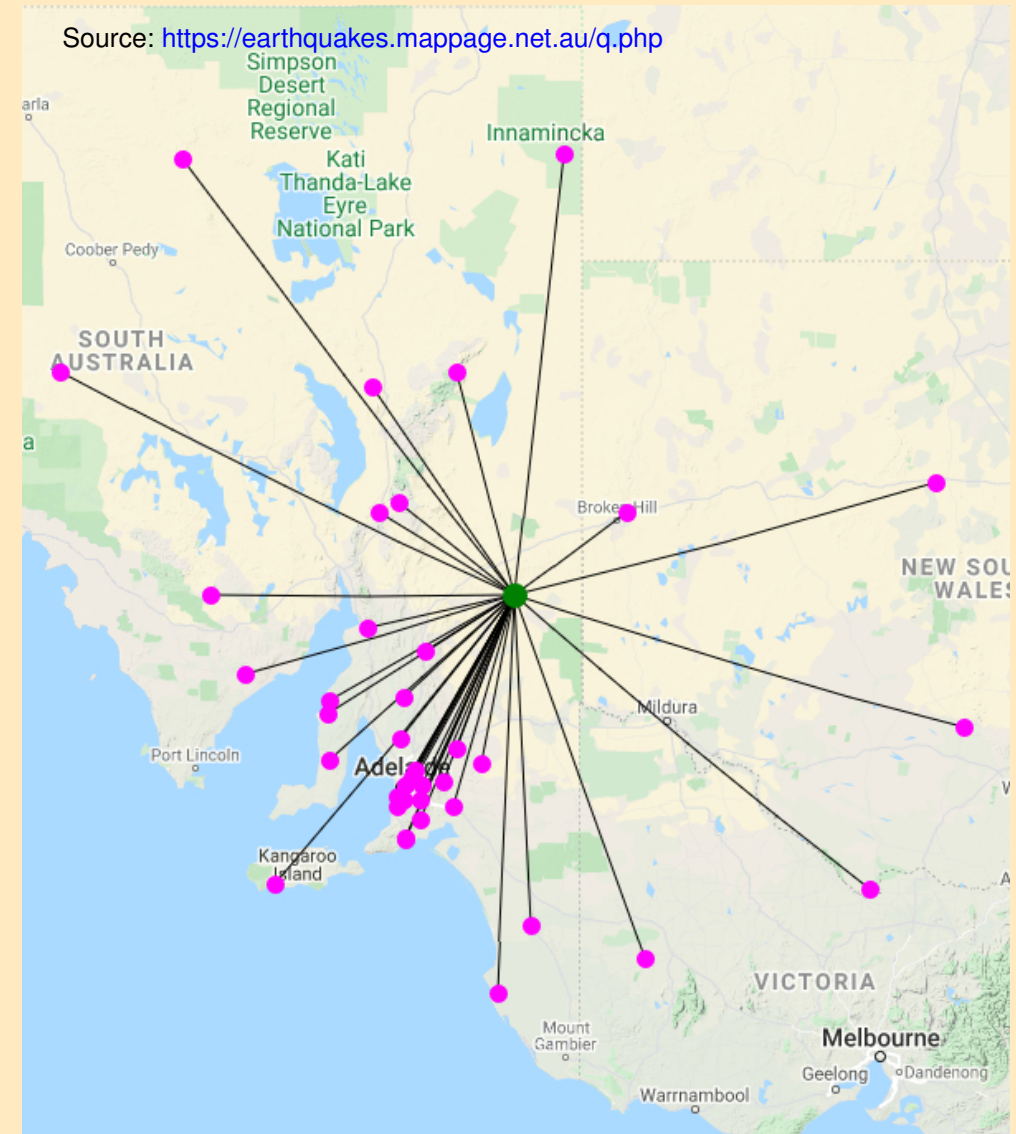 Source: https://earthquakes.mappage.net.au/q.php
Simpson
Desert
Regional
Reserve
arla
Innamincka
Kati
Thanda-Lake
Eyre
National Park
Coober Pedy
SOUTH
AUSTRALIA
a
Broken Hill
NEW SOU
WALES
Mildura
Port Lincoln
Adelaide
Kangaroo
Island
A
VICTORIA
Mount
Gambier
Melbourne
Geelong
Dandenong
Warrnambool